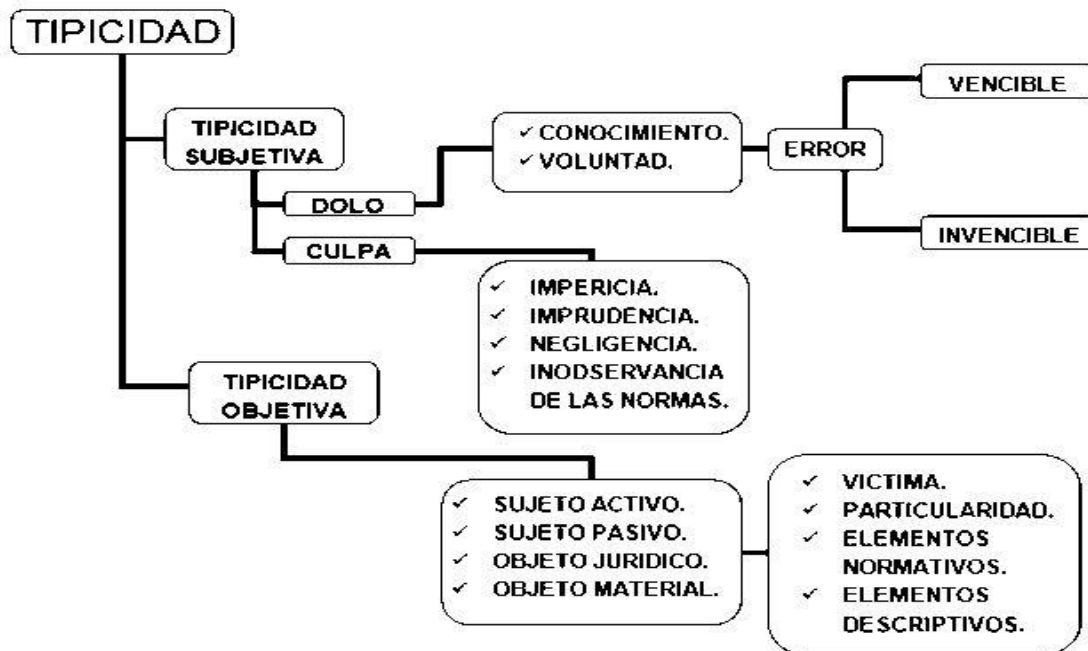 TIPICIDAD
TIPICIDAD
SUBJETIVA
DOLO
CULPA
✓ CONOCIMIENTO.
✓ VOLUNTAD.
ERROR
VENCIBLE
INVENCIBLE
✓ IMPERICIA.
✓ IMPRUDENCIA.
✓ NEGLIGENCIA.
✓ INODSERVANCIA
DE LAS NORMAS.
TIPICIDAD
OBJETIVA
✓ SUJETO ACTIVO.
✓ SUJETO PASIVO.
✓ OBJETO JURIDICO.
✓ OBJETO MATERIAL.
✓ VICTIMA.
✓ PARTICULARIDAD.
✓ ELEMENTOS
NORMATIVOS.
✓ ELEMENTOS
DESCRIPTIVOS.